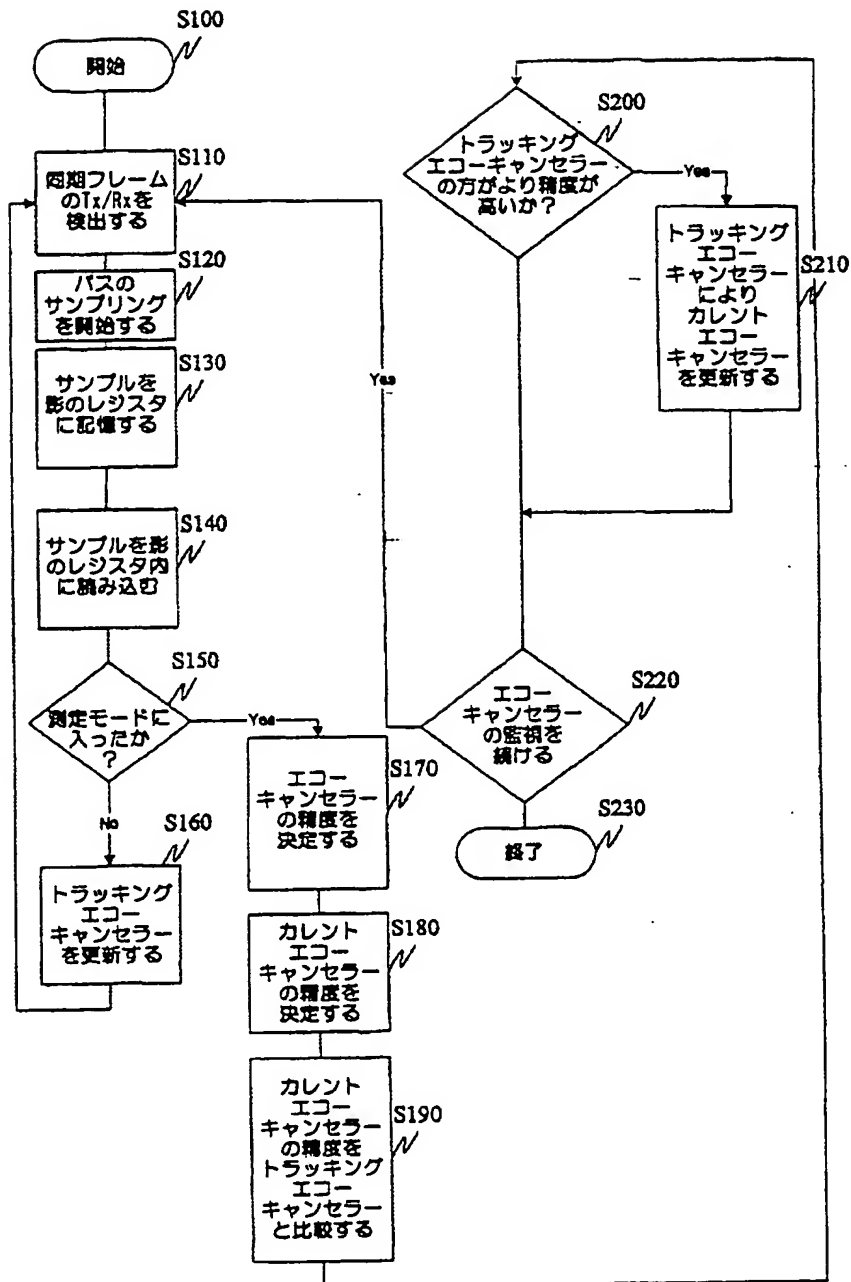 S100
開始
S110
同期フレーム
のTx/Rxを
検出する
S120
パスの
サンプリング
を開始する
S130
サンプルを
影のレジスタ
に記憶する
S140
サンプルを影
のレジスタ内
に読み込む
S150
測定モードに
入ったか
?
Yes
No
S160
トラッキング
エコー
キャンセラー
を更新する
S170
エコー
キャンセラー
の精度を
決定する
S180
カレント
エコー
キャンセラー
の精度を
決定する
S190
カレント
エコー
キャンセラー
の精度を
トラッキング
エコー
キャンセラー
と比較する
S200
トラッキング
エコーキャンセラー
の方がより精度が
高いか?
Yes
S210
トラッキング
エコー
キャンセラー
により
カレント
エコー
キャンセラー
を更新する
S220
エコー
キャンセラー
の監視を
続ける
Yes
S230
終了